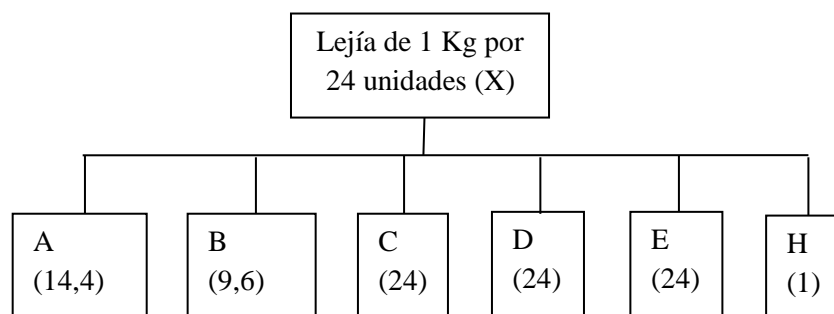 Lejía de 1 Kg por
24 unidades (X)
A
(14,4)
B
(9,6)
C
(24)
D
(24)
E
(24)
H
(1)